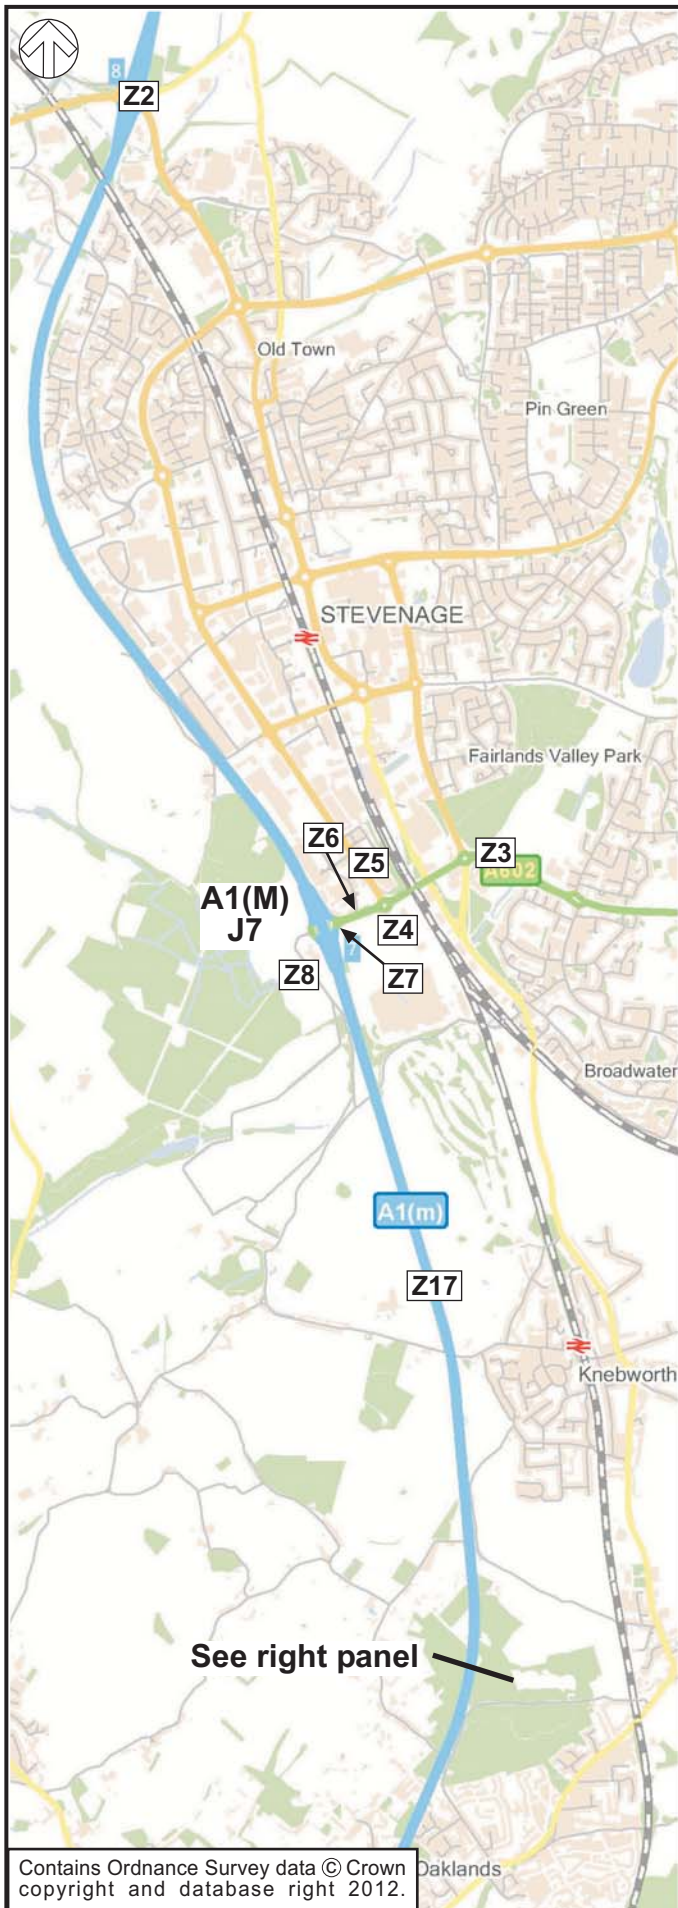 8
Z2
Old Town
Pin Green
STEVENAGE
Fairlands Valley Park
Z6
Z5
Z3
A602
A1(M)
J7
Z4
7
Z8
Z7
Broadwater
A1(m)
Z17
Knebworth
See right panel
Oaklands
Contains Ordnance Survey data © Crown
copyright and database right 2012.